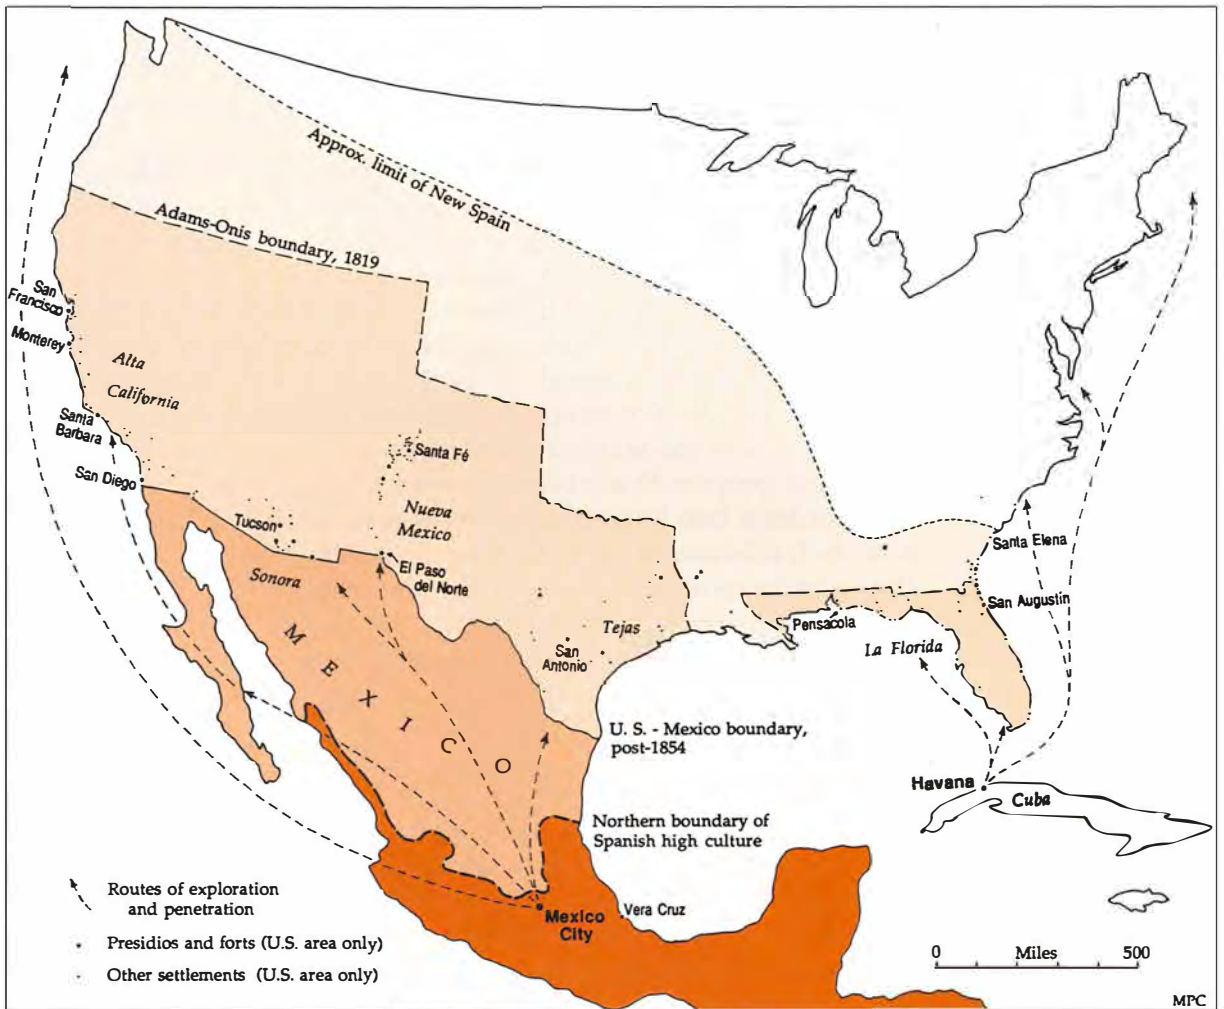 Approx. limit of New Spain
Adams-Onis boundary, 1819
San
Francisco
Monterey
Alta
California
Santa
Barbara
San Diego
Santa Fé
Nueva
Mexico
Tucson
Sonora
El Paso
del Norte
Santa Elena
San Augustín
Pensacola
La Florida
Tejas
San
Antonio
MEXICO
U. S. - Mexico boundary,
post-1854
Havana
Cuba
Northern boundary of
Spanish high culture
Routes of exploration
and penetration
Presidios and forts (U.S. area only)
Other settlements (U.S. area only)
Mexico
City
Vera Cruz
0 Miles 500
MPC